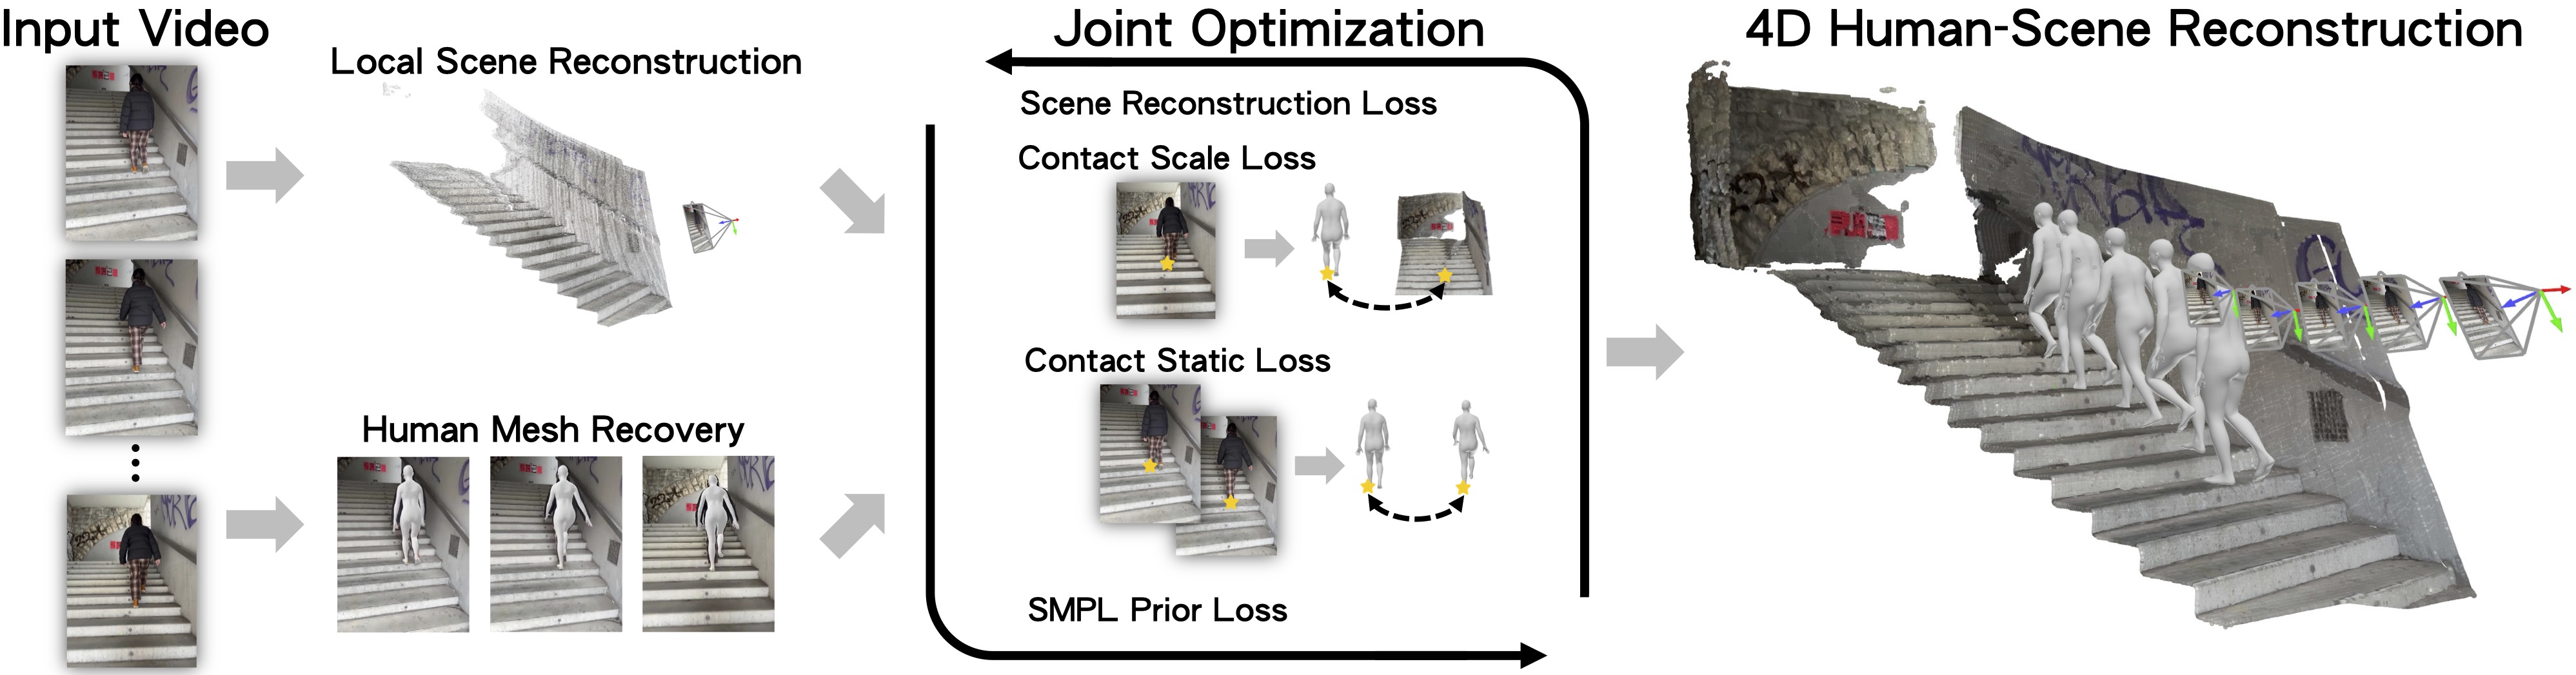 Input Video
Local Scene Reconstruction
Human Mesh Recovery
Joint Optimization
Scene Reconstruction Loss
Contact Scale Loss
Contact Static Loss
SMPL Prior Loss
4D Human-Scene Reconstruction